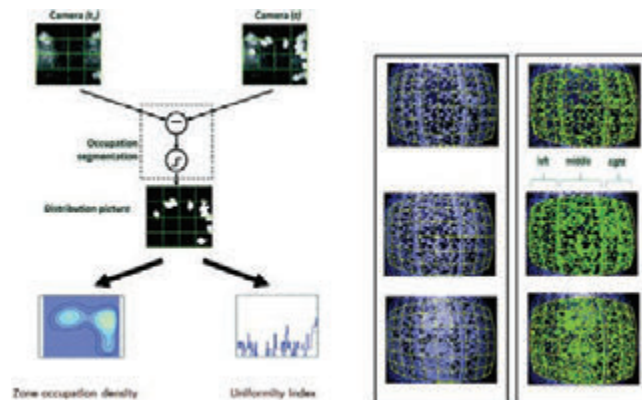 Camera (t₀)
Camera (t)
Occupation
segmentation
Distribution picture
Zone occupation density
Uniformity Index
left
middle
right